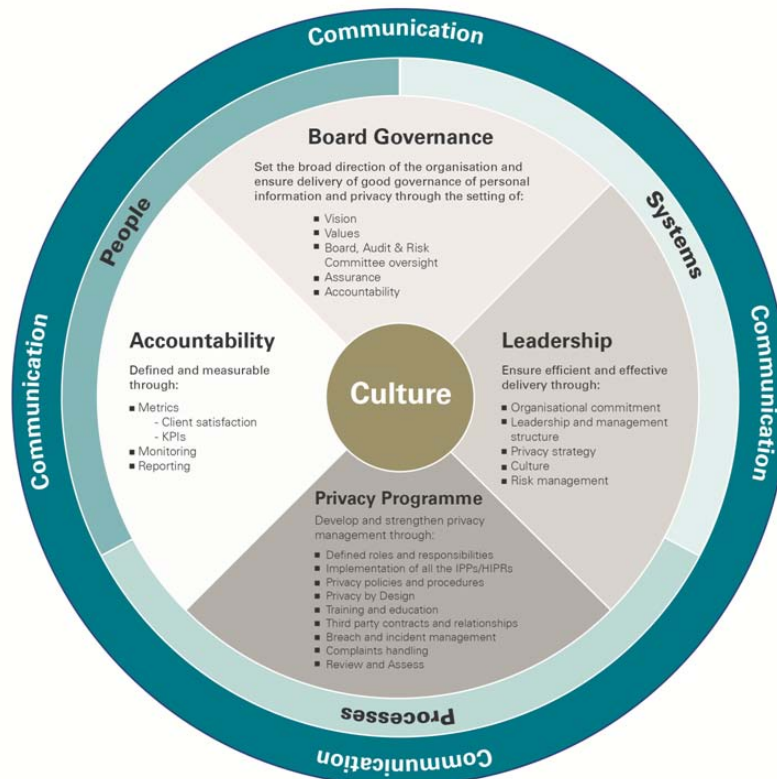 Communication
People
Systems
Communication
Communication
Board Governance
Set the broad direction of the organisation and
ensure delivery of good governance of personal
information and privacy through the setting of:
■ Vision
■ Values
■ Board, Audit & Risk
Committee oversight
■ Assurance
■ Accountability
Accountability
Defined and measurable
through:
■ Metrics
- Client satisfaction
- KPIs
■ Monitoring
■ Reporting
Culture
Leadership
Ensure efficient and effective
delivery through:
■ Organisational commitment
■ Leadership and management
structure
■ Privacy strategy
■ Culture
■ Risk management
Privacy Programme
Develop and strengthen privacy
management through:
■ Defined roles and responsibilities
■ Implementation of all the IPPs/HIPRs
■ Privacy policies and procedures
■ Privacy by Design
■ Training and education
■ Third party contracts and relationships
■ Breach and incident management
■ Complaints handling
■ Review and Assess
Processes
Communication